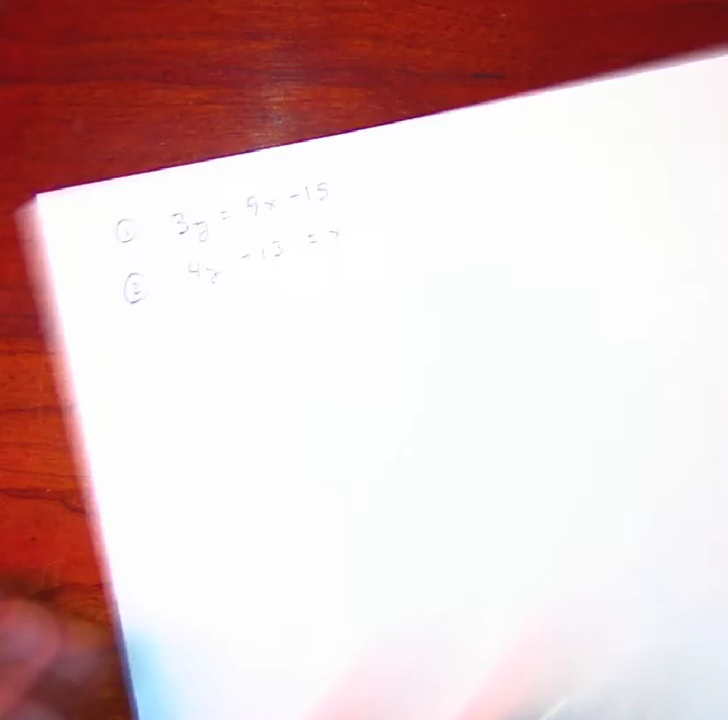 ① 3y = 9x - 15
② 4y - 13 = x